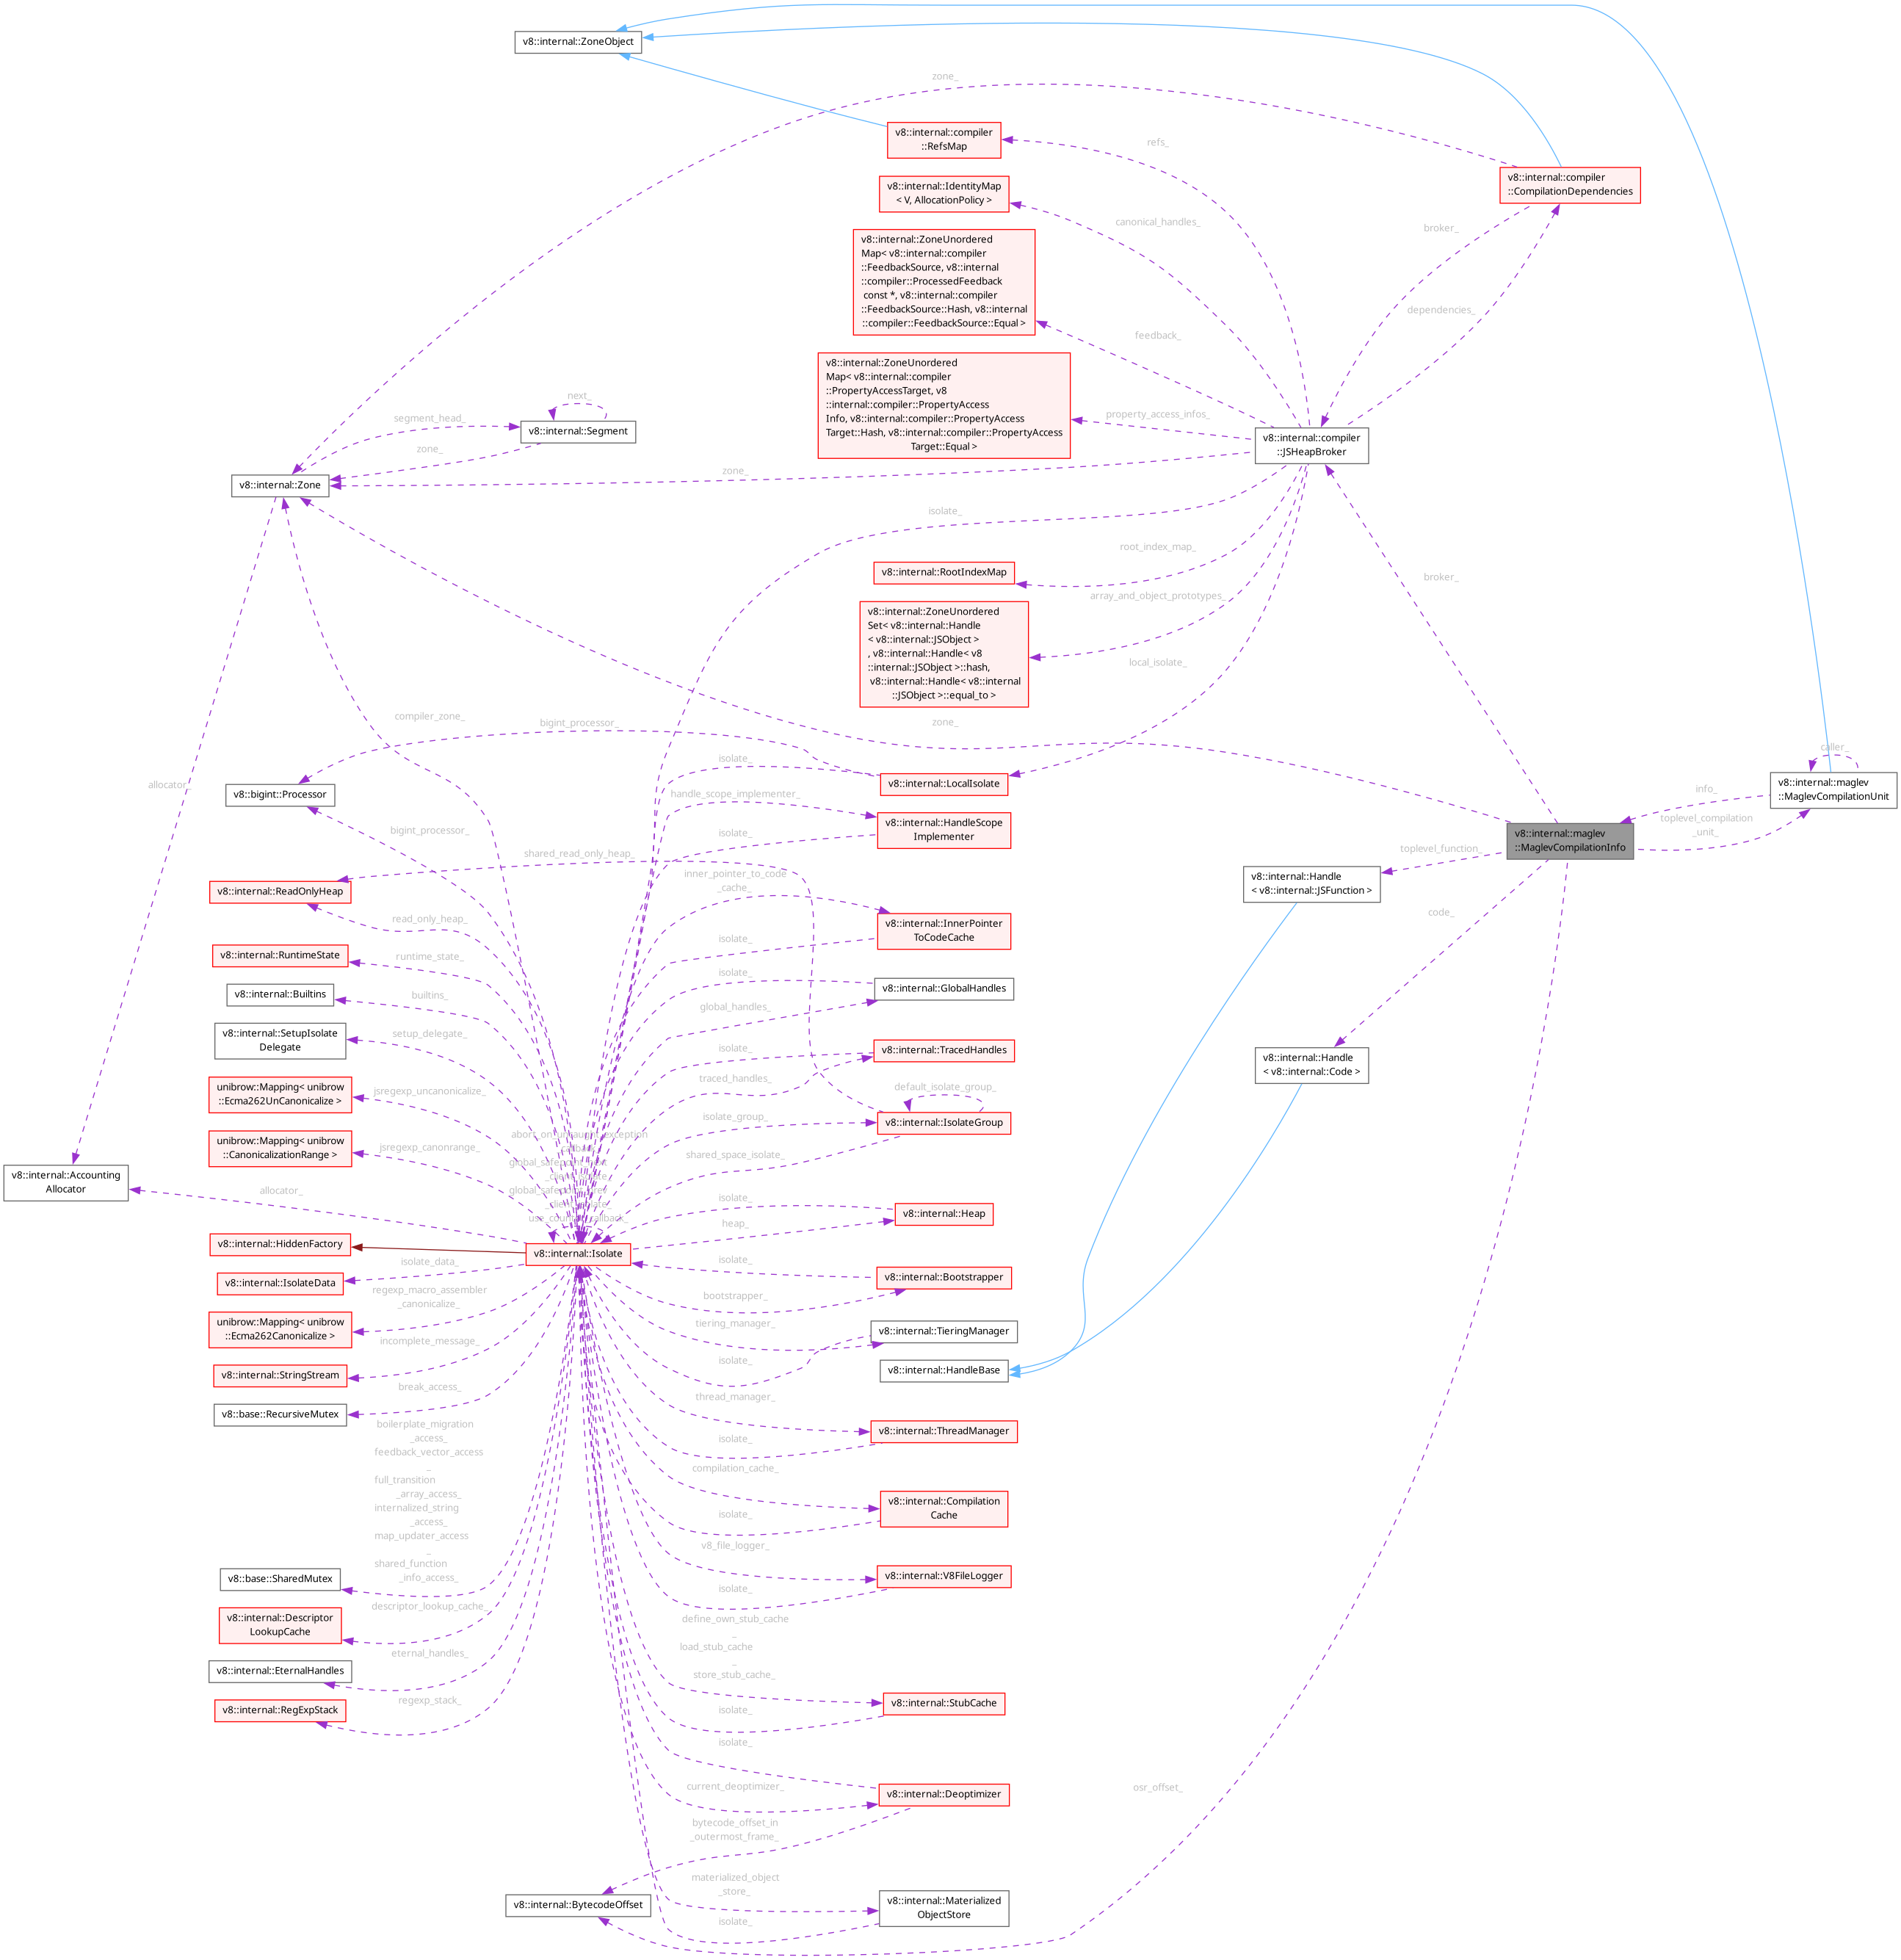 v8::internal::ZoneObject
zone_
v8::internal::compiler
::RefsMap
refs_
v8::internal::IdentityMap
< V, AllocationPolicy >
canonical_handles_
v8::internal::compiler
::CompilationDependencies
broker_
dependencies_
v8::internal::ZoneUnordered
Map< v8::internal::compiler
::FeedbackSource, v8::internal
::compiler::ProcessedFeedback
const *, v8::internal::compiler
::FeedbackSource::Hash, v8::internal
::compiler::FeedbackSource::Equal >
feedback_
v8::internal::ZoneUnordered
Map< v8::internal::compiler
::PropertyAccessTarget, v8
::internal::compiler::PropertyAccess
Info, v8::internal::compiler::PropertyAccess
Target::Hash, v8::internal::compiler::PropertyAccess
Target::Equal >
property_access_infos_
v8::internal::compiler
::JSHeapBroker
next_
segment_head_
v8::internal::Segment
zone_
zone_
v8::internal::Zone
isolate_
root_index_map_
v8::internal::RootIndexMap
broker_
array_and_object_prototypes_
v8::internal::ZoneUnordered
Set< v8::internal::Handle
< v8::internal::JSObject >
, v8::internal::Handle< v8
::internal::JSObject >::hash,
v8::internal::Handle< v8::internal
::JSObject >::equal_to >
local_isolate_
compiler_zone_
bigint_processor_
zone_
caller_
allocator_
v8::bigint::Processor
isolate_
v8::internal::LocalIsolate
v8::internal::maglev
::MaglevCompilationUnit
info_
handle_scope_implementer_
v8::internal::HandleScope
Implementer
toplevel_compilation
_unit_
v8::internal::maglev
::MaglevCompilationInfo
bigint_processor_
isolate_
toplevel_function_
shared_read_only_heap_
v8::internal::ReadOnlyHeap
inner_pointer_to_code
_cache_
v8::internal::Handle
< v8::internal::JSFunction >
read_only_heap_
v8::internal::InnerPointer
ToCodeCache
code_
isolate_
v8::internal::RuntimeState
runtime_state_
isolate_
v8::internal::GlobalHandles
v8::internal::Builtins
builtins_
global_handles_
v8::internal::SetupIsolate
Delegate
setup_delegate_
isolate_
v8::internal::TracedHandles
v8::internal::Handle
< v8::internal::Code >
traced_handles_
unibrow::Mapping< unibrow
::Ecma262UnCanonicalize >
jsregexp_uncanonicalize_
default_isolate_group_
isolate_group_
v8::internal::IsolateGroup
unibrow::Mapping< unibrow
::CanonicalizationRange >
jsregexp_canonrange_
shared_space_isolate_
v8::internal::Accounting
Allocator
allocator_
use_counter_callback_
isolate_
v8::internal::Heap
heap_
v8::internal::HiddenFactory
v8::internal::Isolate
isolate_
v8::internal::IsolateData
isolate_data_
v8::internal::Bootstrapper
bootstrapper_
regexp_macro_assembler
_canonicalize_
unibrow::Mapping< unibrow
::Ecma262Canonicalize >
tiering_manager_
v8::internal::TieringManager
incomplete_message_
isolate_
v8::internal::HandleBase
v8::internal::StringStream
break_access_
thread_manager_
v8::base::RecursiveMutex
v8::internal::ThreadManager
isolate_
boilerplate_migration
_access_
feedback_vector_access
_
full_transition
_array_access_
internalized_string
_access_
map_updater_access
_
shared_function
_info_access_
compilation_cache_
v8::internal::Compilation
Cache
isolate_
v8_file_logger_
v8::base::SharedMutex
v8::internal::V8FileLogger
isolate_
descriptor_lookup_cache_
v8::internal::Descriptor
LookupCache
define_own_stub_cache
_
load_stub_cache
_
store_stub_cache_
eternal_handles_
v8::internal::EternalHandles
regexp_stack_
v8::internal::RegExpStack
v8::internal::StubCache
isolate_
isolate_
current_deoptimizer_
v8::internal::Deoptimizer
osr_offset_
bytecode_offset_in
_outermost_frame_
materialized_object
_store_
v8::internal::BytecodeOffset
v8::internal::Materialized
ObjectStore
isolate_